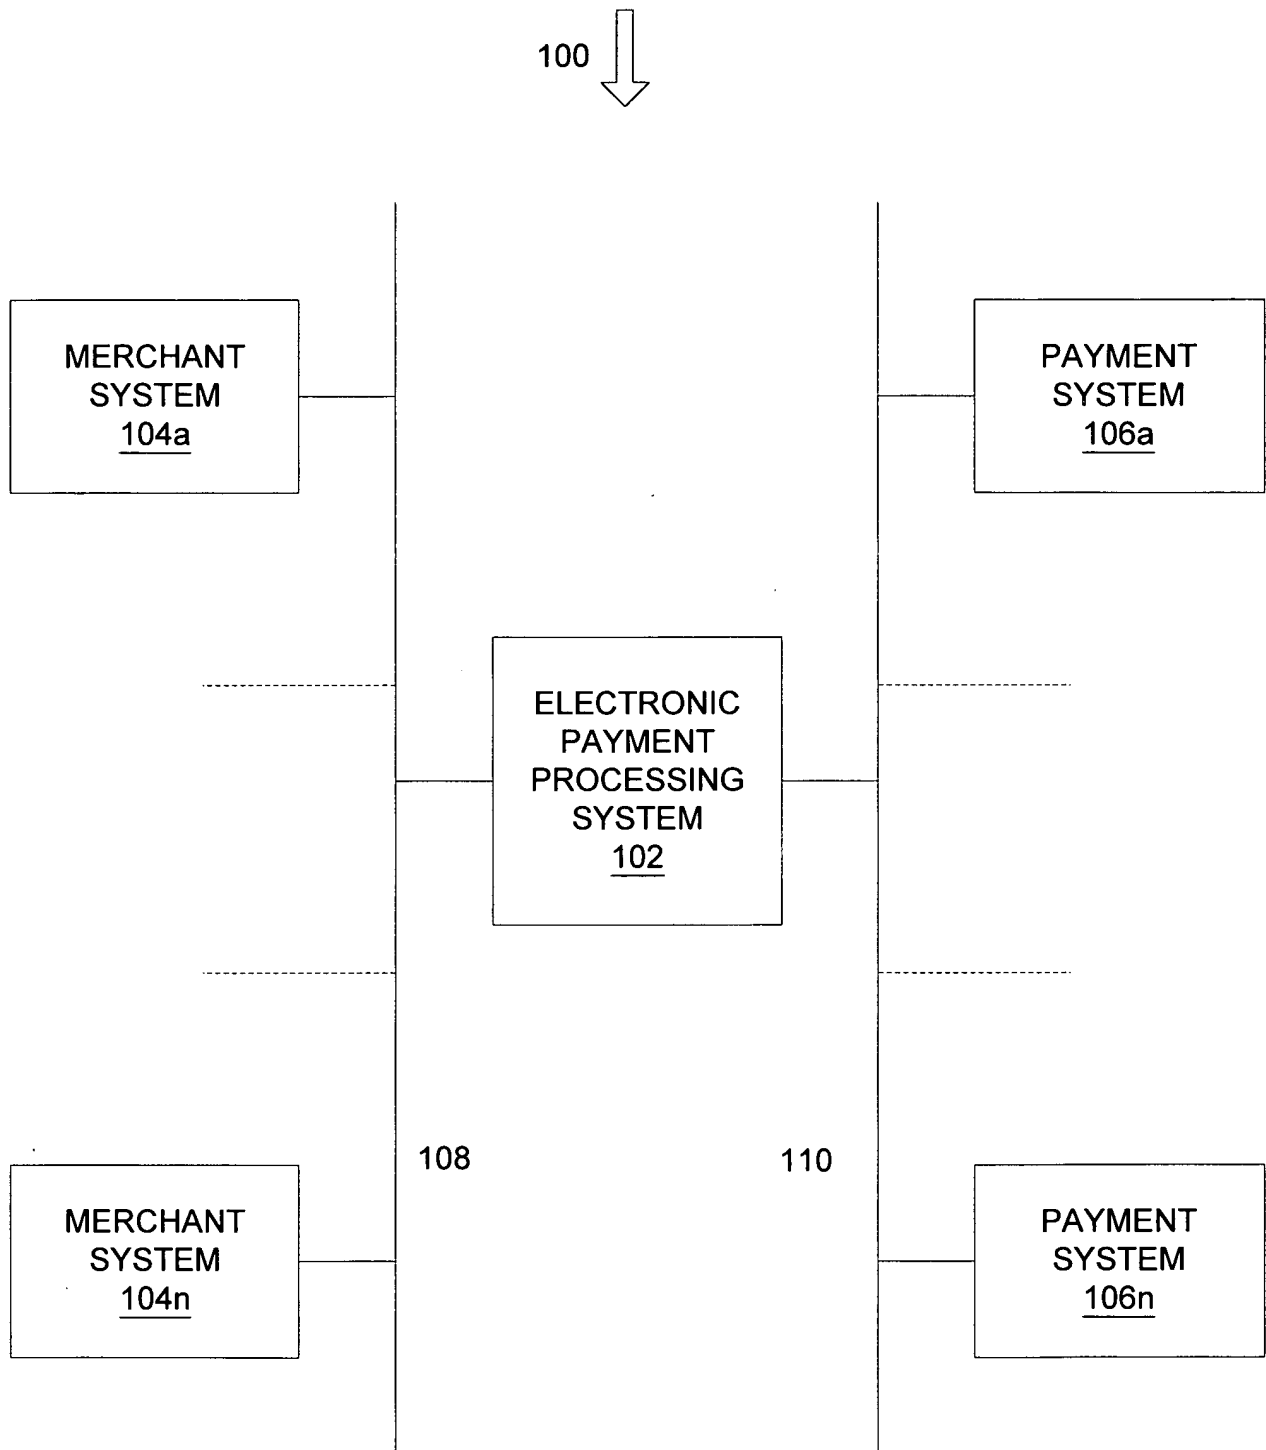 100
MERCHANT
SYSTEM
104a
PAYMENT
SYSTEM
106a
ELECTRONIC
PAYMENT
PROCESSING
SYSTEM
102
108
110
MERCHANT
SYSTEM
104n
PAYMENT
SYSTEM
106n